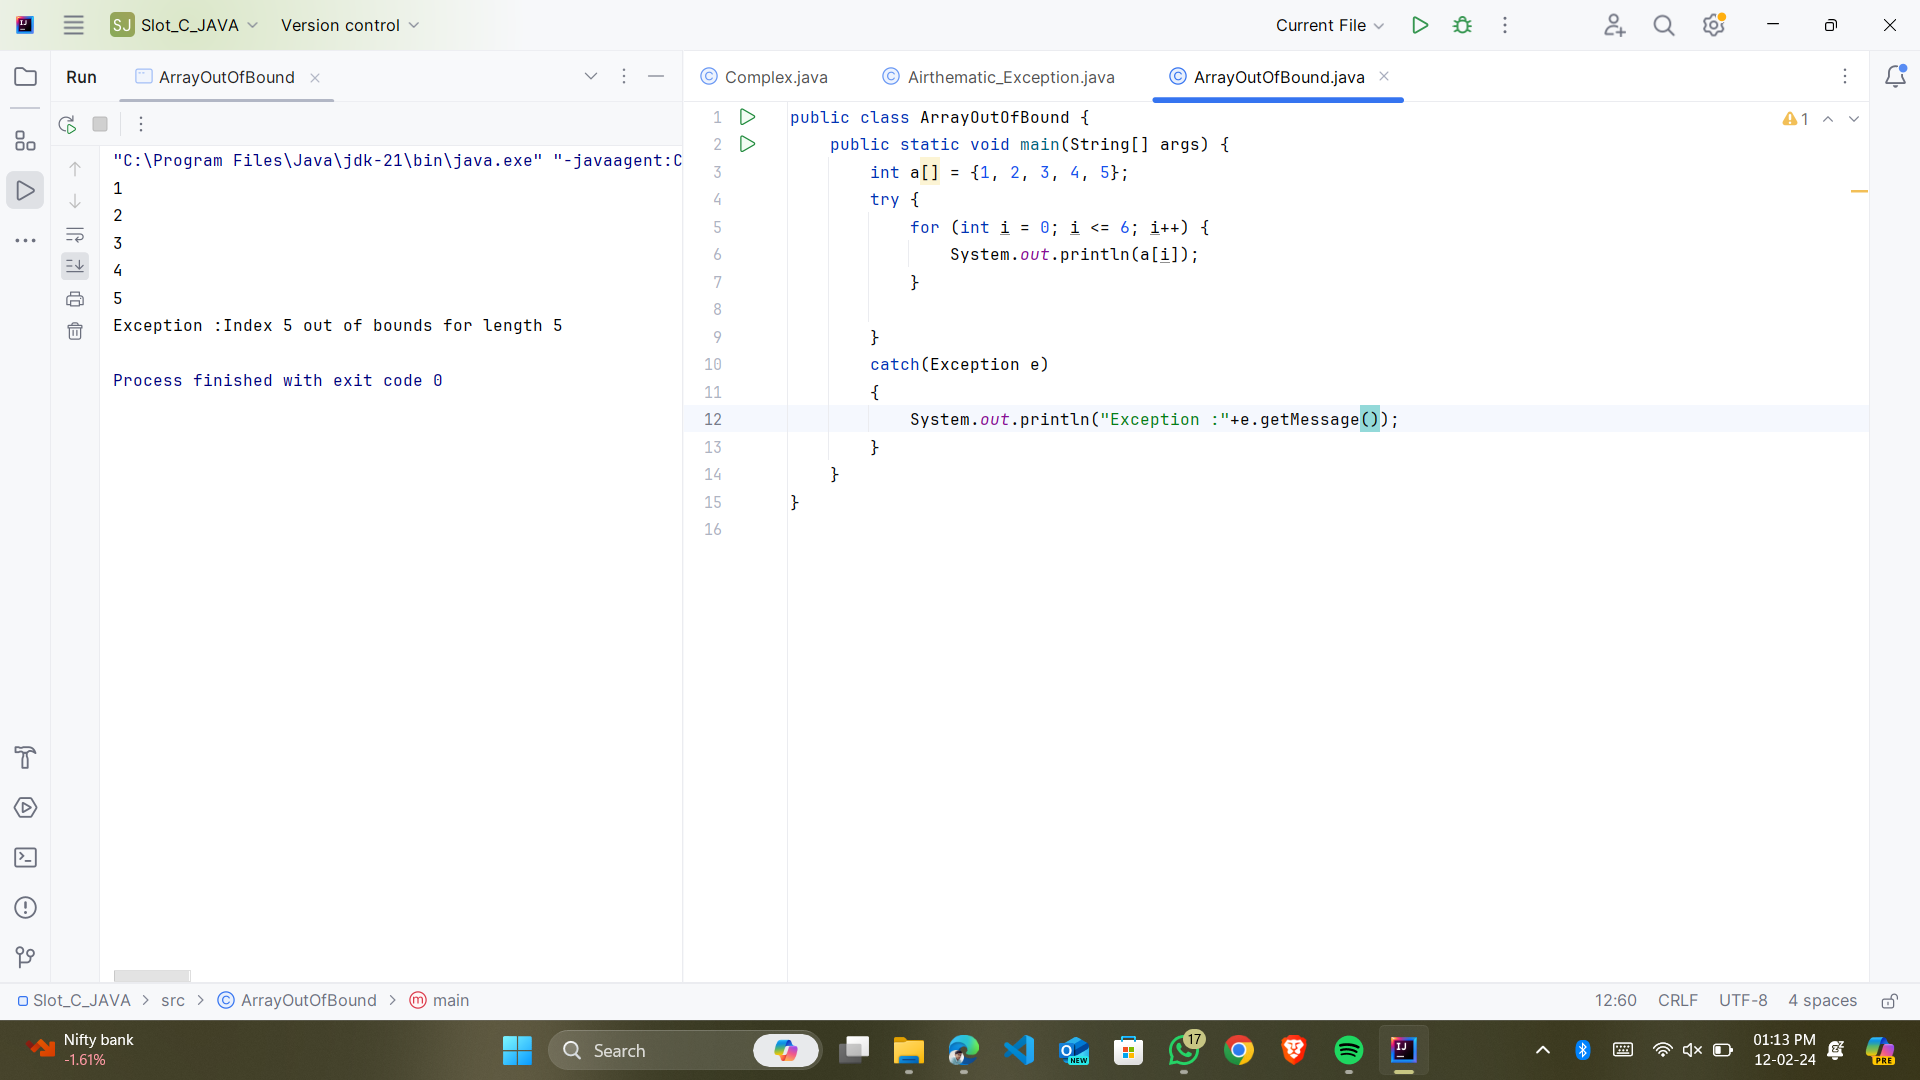 SJ Slot_C_JAVA Version control Current File
Run ArrayOutOfBound
Complex.java Airthematic_Exception.java ArrayOutOfBound.java
"C:\Program Files\Java\jdk-21\bin\java.exe" "-javaagent:C
1
2
3
4
5
Exception :Index 5 out of bounds for length 5
Process finished with exit code 0
1 public class ArrayOutOfBound {
2 public static void main(String[] args) {
3 int a[] = {1, 2, 3, 4, 5};
4 try {
5 for (int i = 0; i <= 6; i++) {
6 System.out.println(a[i]);
7 }
8
9 }
10 catch(Exception e)
11 {
12 System.out.println("Exception :"+e.getMessage());
13 }
14 }
15 }
16
1
Slot_C_JAVA > src > ArrayOutOfBound > main
12:60 CRLF UTF-8 4 spaces
Nifty bank
-1.61%
Search
NEW
17
IJ
01:13 PM
12-02-24
PRE